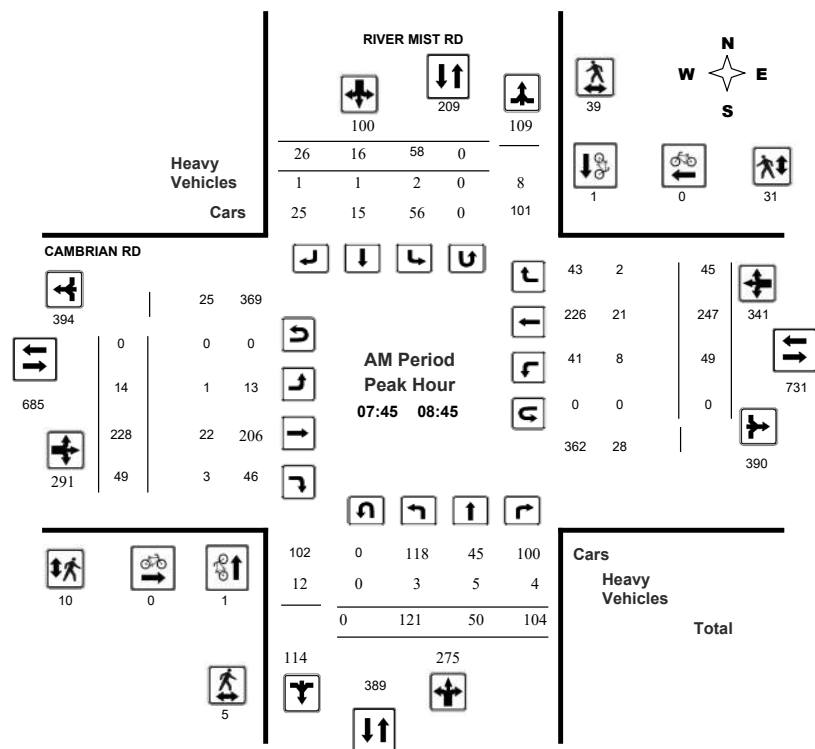 RIVER MIST RD
N
W E
S
209
39
100
109
26 16 58 0
Heavy
Vehicles
1 1 2 0 8
Cars
25 15 56 0 101
1 0 31
CAMBRIAN RD
394
25 369
0 0 0
14 1 13
685
228 22 206
291
49 3 46
AM Period
Peak Hour
07:45 08:45
43 2 45
226 21 247
341
41 8 49
731
0 0 0
362 28
390
102 0 118 45 100
Cars
12 0 3 5 4
Heavy
Vehicles
0 121 50 104
Total
10 0 1
114
275
389
5